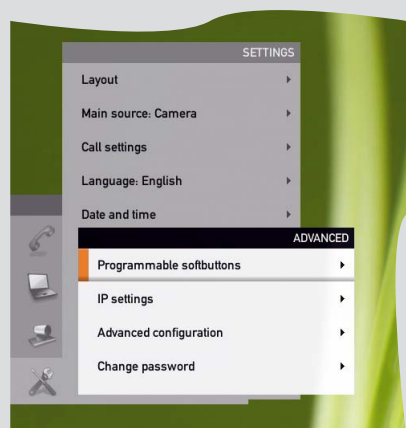 SETTINGS
Layout
Main source: Camera
Call settings
Language: English
Date and time
ADVANCED
Programmable softbuttons
IP settings
Advanced configuration
Change password